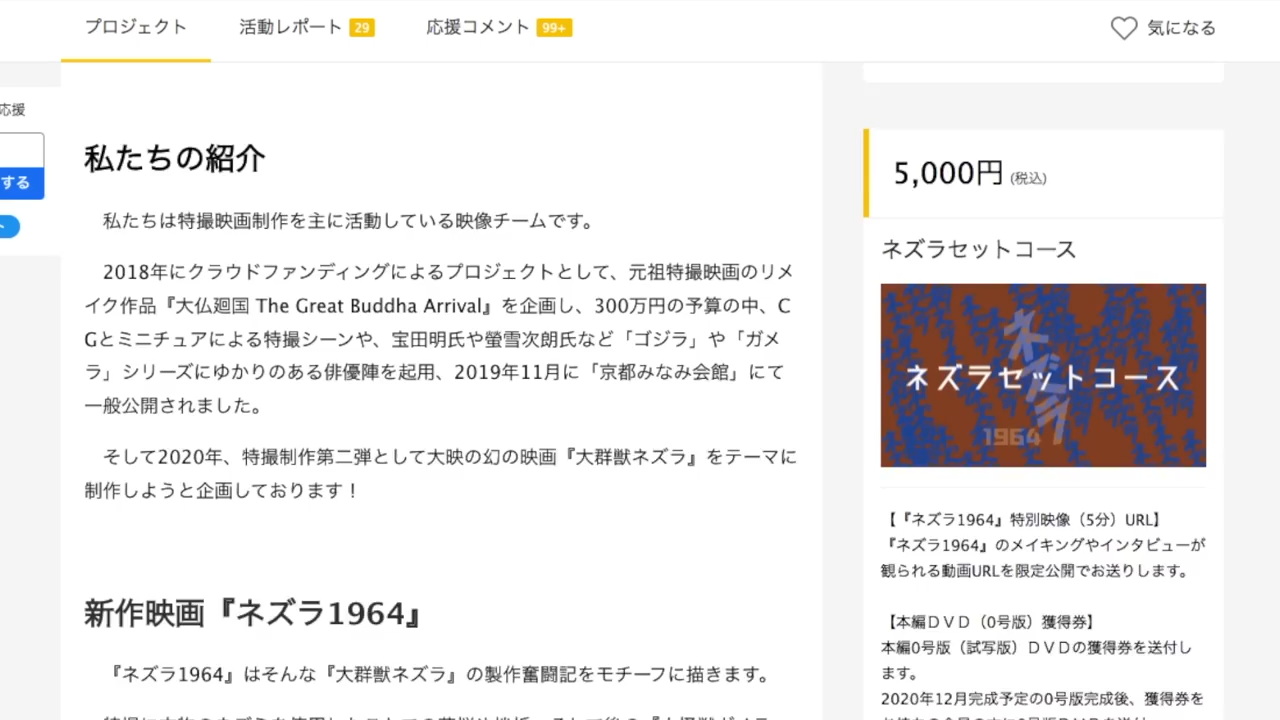 プロジェクト
活動レポート 29
応援コメント 99+
気になる
応援
する
私たちの紹介
私たちは特撮映画制作を主に活動している映像チームです。
2018年にクラウドファンディングによるプロジェクトとして、元祖特撮映画のリメ
イク作品『大仏廻国 The Great Buddha Arrival』を企画し、300万円の予算の中、C
Gとミニチュアによる特撮シーンや、宝田明氏や螢雪次朗氏など「ゴジラ」や「ガメ
ラ」シリーズにゆかりのある俳優陣を起用、2019年11月に「京都みなみ会館」にて
一般公開されました。
そして2020年、特撮制作第二弾として大映の幻の映画『大群獣ネズラ』をテーマに
制作しようと企画しております！
新作映画『ネズラ1964』
『ネズラ1964』はそんな『大群獣ネズラ』の製作奮闘記をモチーフに描きます。
5,000円 (税込)
ネズラセットコース
ネズラ
ネズラセットコース
1964
【『ネズラ1964』特別映像（5分）URL】
『ネズラ1964』のメイキングやインタビューが
観られる動画URLを限定公開でお送りします。
【本編ＤＶＤ（0号版）獲得券】
本編0号版（試写版）ＤＶＤの獲得券を送付し
ます。
2020年12月完成予定の0号版完成後、獲得券を